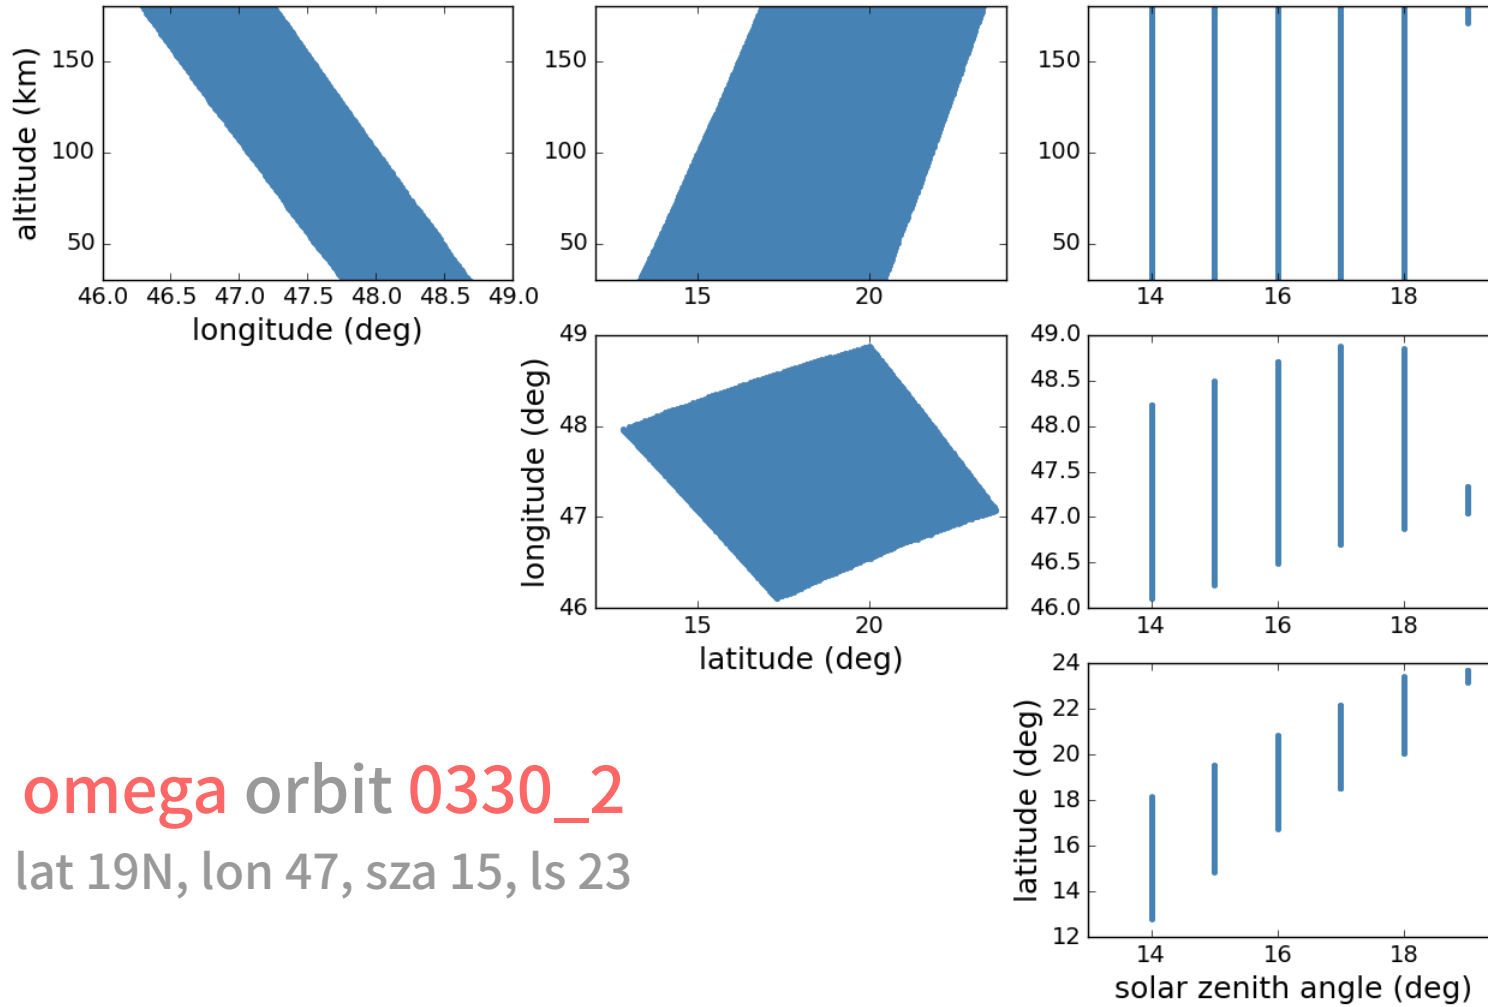 altitude (km)
150
100
50
46.0 46.5 47.0 47.5 48.0 48.5 49.0
longitude (deg)
150
100
50
15 20
150
100
50
14 16 18
longitude (deg)
49
48
47
46
15 20
latitude (deg)
49.0
48.5
48.0
47.5
47.0
46.5
46.0
14 16 18
latitude (deg)
24
22
20
18
16
14
12
14 16 18
solar zenith angle (deg)
omega orbit 0330_2
lat 19N, lon 47, sza 15, ls 23